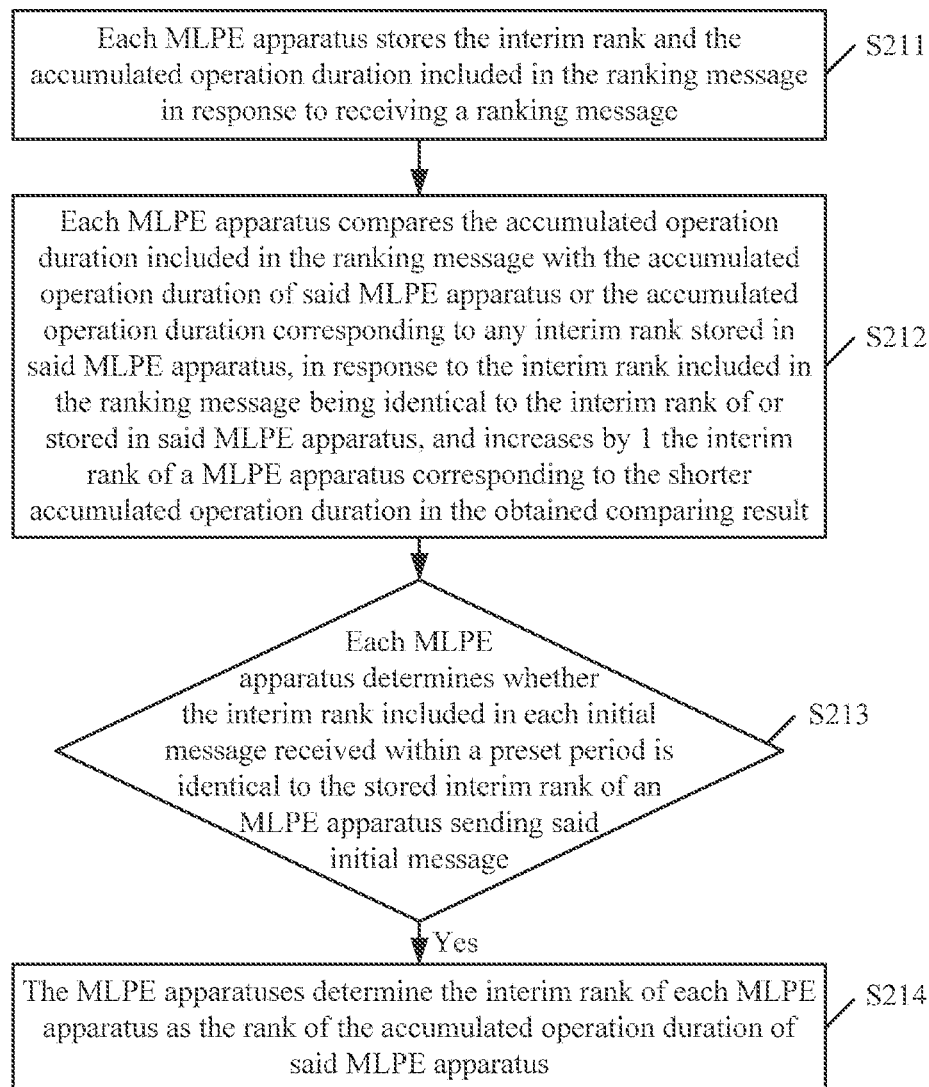 Each MLPE apparatus stores the interim rank and the
accumulated operation duration included in the ranking message
in response to receiving a ranking message
S211
Each MLPE apparatus compares the accumulated operation
duration included in the ranking message with the accumulated
operation duration of said MLPE apparatus or the accumulated
operation duration corresponding to any interim rank stored in
said MLPE apparatus, in response to the interim rank included in
the ranking message being identical to the interim rank of or
stored in said MLPE apparatus, and increases by 1 the interim
rank of a MLPE apparatus corresponding to the shorter
accumulated operation duration in the obtained comparing result
S212
Each MLPE
apparatus determines whether
the interim rank included in each initial
message received within a preset period is
identical to the stored interim rank of an
MLPE apparatus sending said
initial message
S213
Yes
The MLPE apparatuses determine the interim rank of each MLPE
apparatus as the rank of the accumulated operation duration of
said MLPE apparatus
S214